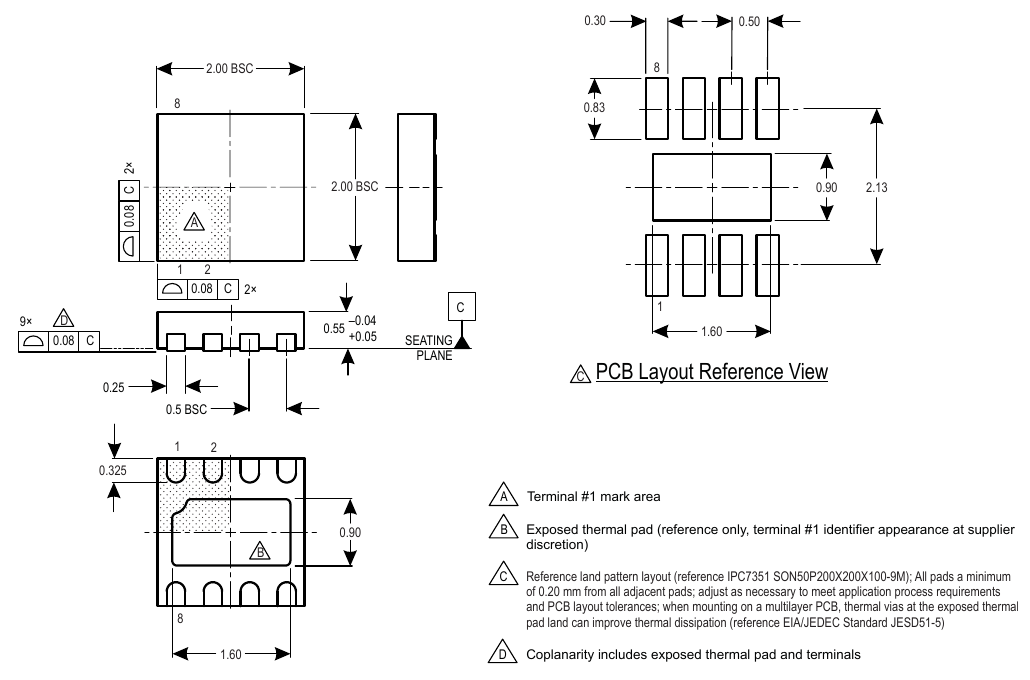 0.30
0.50
2.00 BSC
8
8
0.83
2×
C
0.08
2.00 BSC
0.90
2.13
A
1 2
0.08 C 2×
1
9× D
0.08 C
0.55 –0.04
+0.05
C
SEATING
PLANE
1.60
C PCB Layout Reference View
0.25
0.5 BSC
1 2
0.325
0.90
B
8
1.60
A Terminal #1 mark area
B Exposed thermal pad (reference only, terminal #1 identifier appearance at supplier
discretion)
C Reference land pattern layout (reference IPC7351 SON50P200X200X100-9M); All pads a minimum
of 0.20 mm from all adjacent pads; adjust as necessary to meet application process requirements
and PCB layout tolerances; when mounting on a multilayer PCB, thermal vias at the exposed thermal
pad land can improve thermal dissipation (reference EIA/JEDEC Standard JESD51-5)
D Coplanarity includes exposed thermal pad and terminals